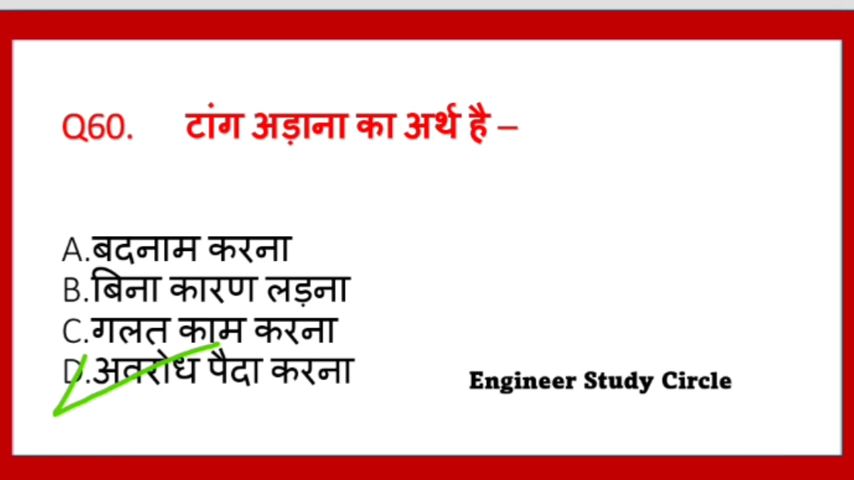 Q60. टांग अड़ाना का अर्थ है –
A.बदनाम करना
B.बिना कारण लड़ना
C.गलत काम करना
D.अवरोध पैदा करना
Engineer Study Circle